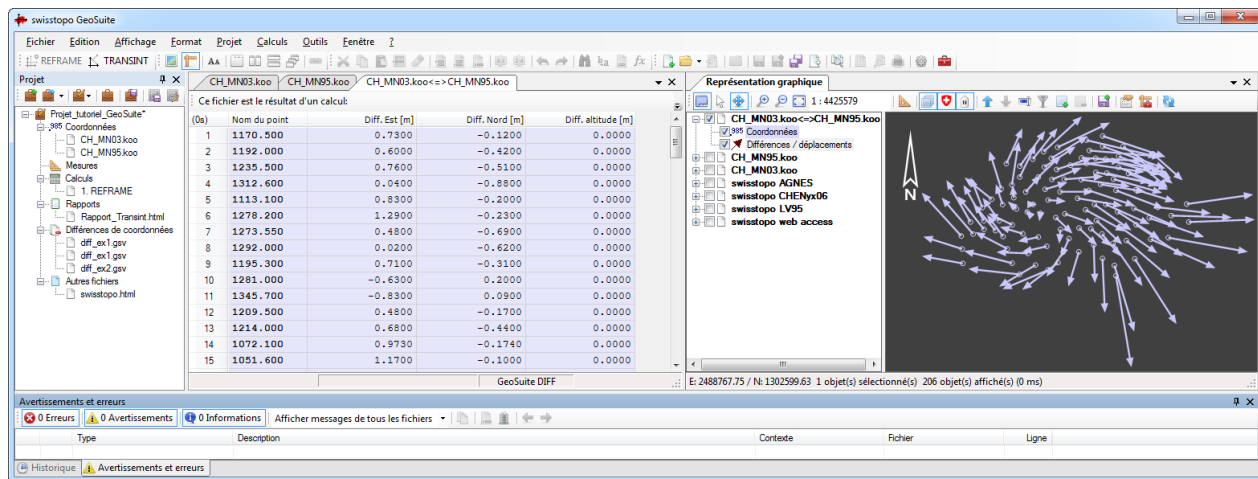 swisstopo GeoSuite
Fichier Edition Affichage Format Projet Calculs Outils Fenêtre ?
REFRAME TRANSINT
Projet
Projet_tutoriel_GeoSuite*
Coordonnées
CH_MN03.koo
CH_MN95.koo
Mesures
Calculs
1. REFRAME
Rapports
Rapport_Transint.html
Différences de coordonnées
diff_ex1.gsv
diff_ex1.gsv
diff_ex2.gsv
Autres fichiers
swisstopo.html
CH_MN03.koo CH_MN95.koo CH_MN03.koo<=>CH_MN95.koo
Ce fichier est le résultat d'un calcul:
(0s) Nom du point Diff. Est [m] Diff. Nord [m] Diff. altitude [m]
1 1170.500 0.7300 -0.1200 0.0000
2 1192.000 0.6000 -0.4200 0.0000
3 1235.500 0.7600 -0.5100 0.0000
4 1312.600 0.0400 -0.8800 0.0000
5 1113.100 0.8300 -0.2000 0.0000
6 1278.200 1.2900 -0.2300 0.0000
7 1273.550 0.4800 -0.6900 0.0000
8 1292.000 0.0200 -0.6200 0.0000
9 1195.300 0.7100 -0.3100 0.0000
10 1281.000 -0.6300 0.2000 0.0000
11 1345.700 -0.8300 0.0900 0.0000
12 1209.500 0.4800 -0.1700 0.0000
13 1214.000 0.6800 -0.4400 0.0000
14 1072.100 0.9730 -0.1740 0.0000
15 1051.600 1.1700 -0.1000 0.0000
GeoSuite DIFF
Représentation graphique
1 : 4425579
CH_MN03.koo<=>CH_MN95.koo
Coordonnées
Différences / déplacements
CH_MN95.koo
CH_MN03.koo
swisstopo AGNES
swisstopo CHENyx06
swisstopo LV95
swisstopo web access
N
E: 2488767.75 / N: 1302599.63 1 objet(s) sélectionné(s) 206 objet(s) affiché(s) (0 ms)
Avertissements et erreurs
0 Erreurs 0 Avertissements 0 Informations Afficher messages de tous les fichiers
Type Description Contexte Fichier Ligne
Historique Avertissements et erreurs